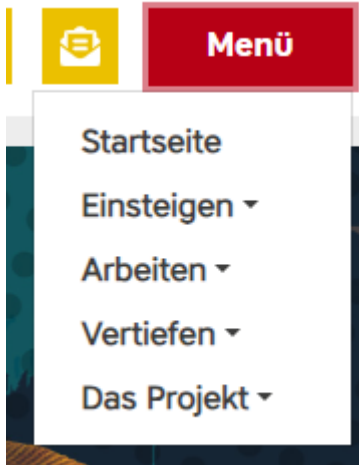 Menü
Startseite
Einsteigen
Arbeiten
Vertiefen
Das Projekt